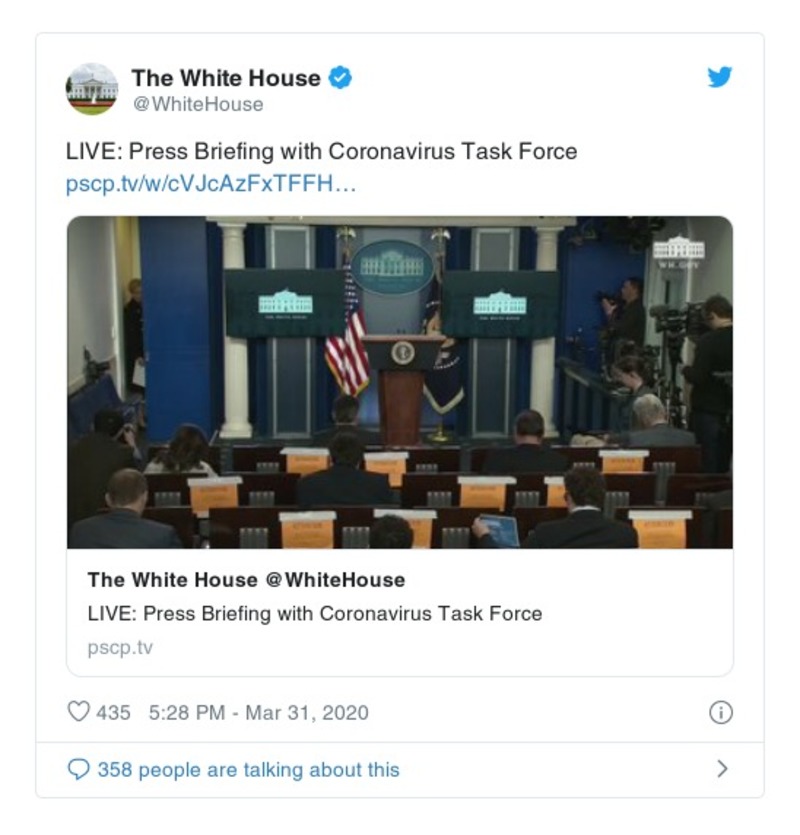 The White House
@WhiteHouse
LIVE: Press Briefing with Coronavirus Task Force
pscp.tv/w/cVJcAzFxTFFH…
WH.GOV
The White House @WhiteHouse
LIVE: Press Briefing with Coronavirus Task Force
pscp.tv
435 5:28 PM - Mar 31, 2020
358 people are talking about this